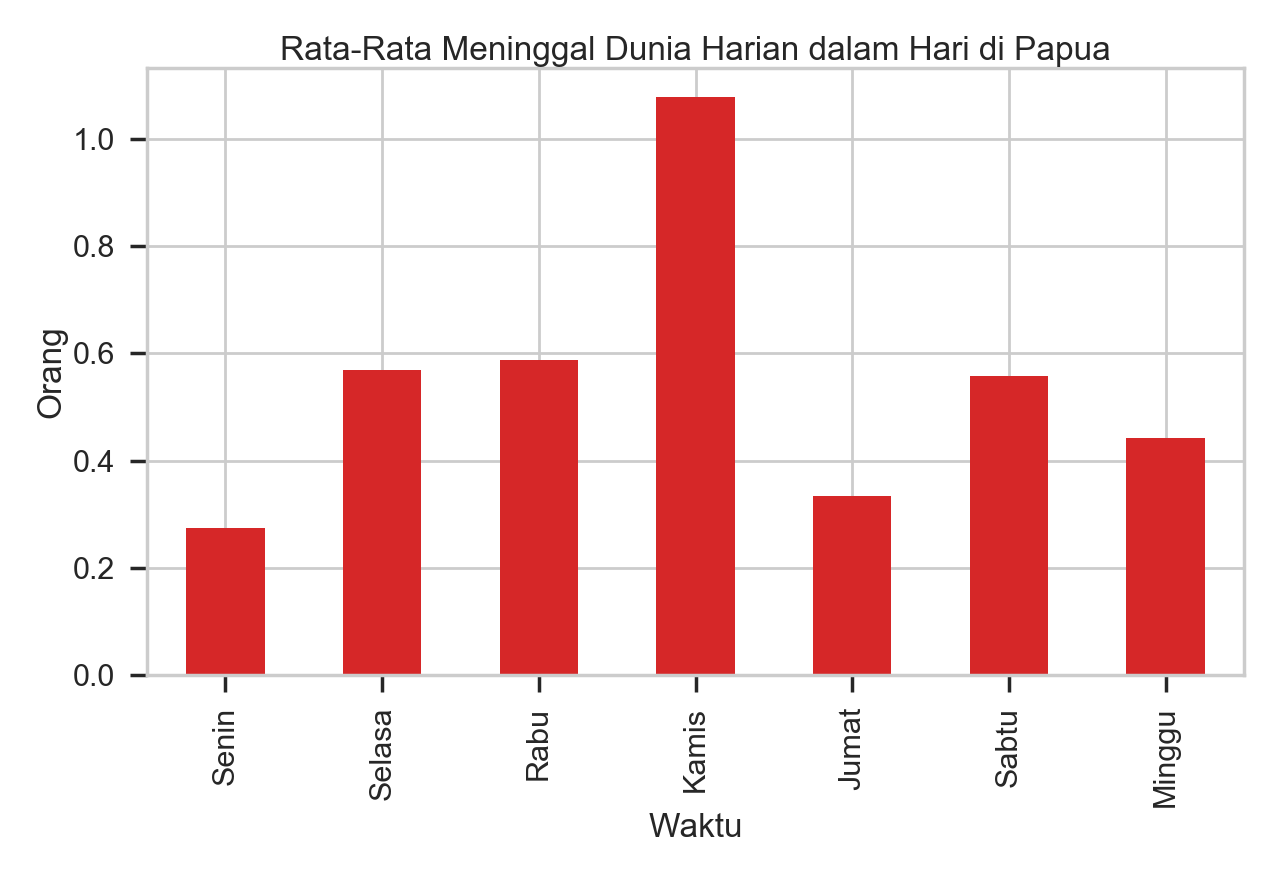 Rata-Rata Meninggal Dunia Harian dalam Hari di Papua
1.0
0.8
0.6
0.4
0.2
0.0
Orang
Senin
Selasa
Rabu
Kamis
Jumat
Sabtu
Minggu
Waktu